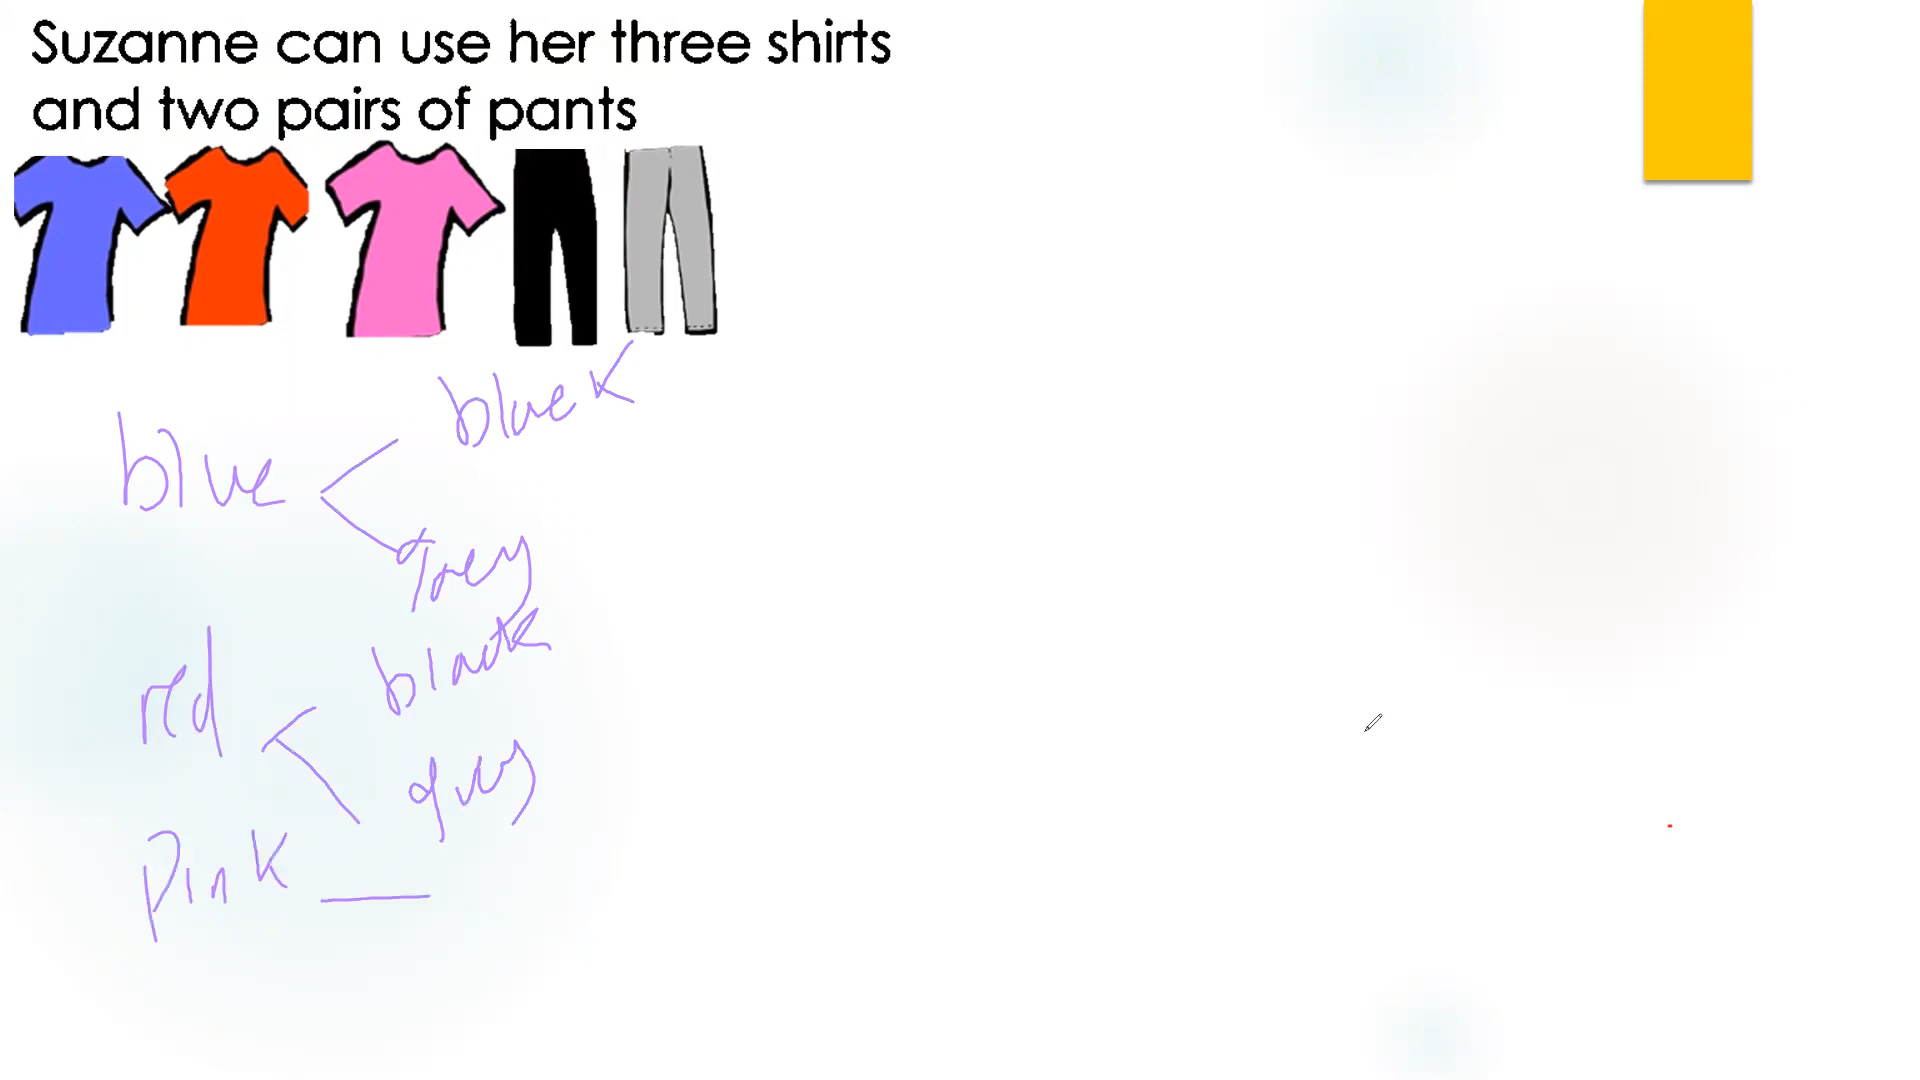 Suzanne can use her three shirts
and two pairs of pants
black
blue
grey
black
red
grey
pink